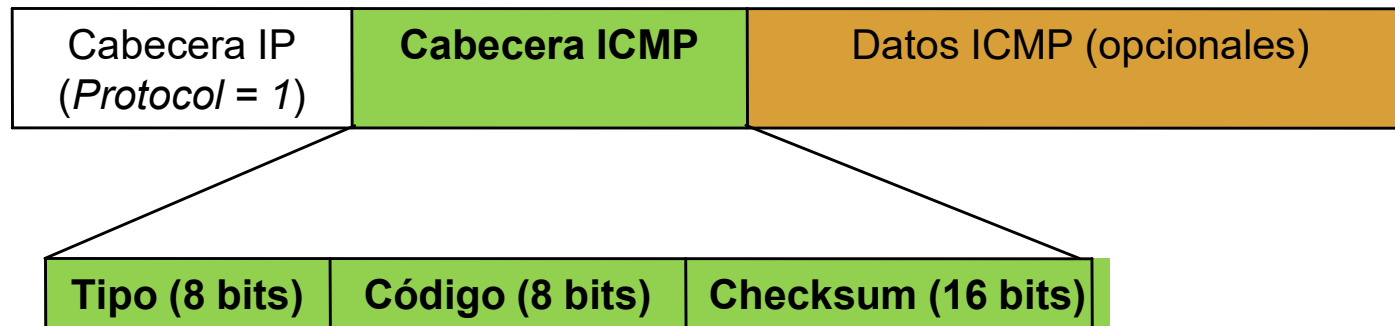 Cabecera IP
(Protocol = 1)
Cabecera ICMP
Datos ICMP (opcionales)
Tipo (8 bits)
Código (8 bits)
Checksum (16 bits)